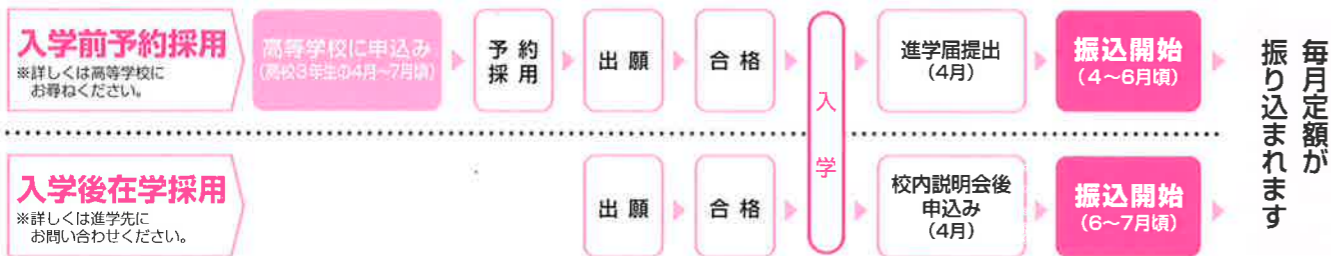 入学前予約採用
※詳しくは高等学校に
お尋ねください。
高等学校に申込み
(高校3年生の4月～7月頃)
予約
採用
出願
合格
入学
進学届提出
(4月)
振込開始
(4～6月頃)
毎月定額が
振り込まれます
入学後在学採用
※詳しくは進学先に
お問い合わせください。
出願
合格
校内説明会後
申込み
(4月)
振込開始
(6～7月頃)